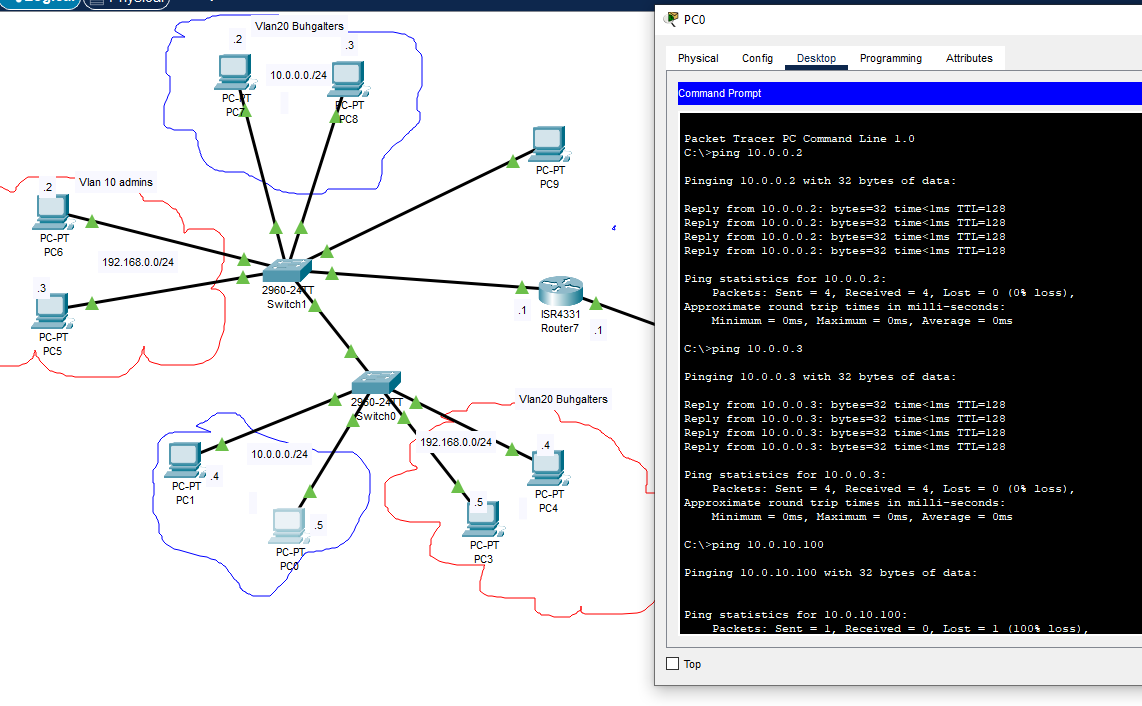 Logical
Physical
Vlan20 Buhgalters
.2
.3
10.0.0.0./24
PC-PT
PC7
PC-PT
PC8
PC-PT
PC9
Vlan 10 admins
.2
PC-PT
PC6
192.168.0.0/24
.3
PC-PT
PC5
2960-24TT
Switch1
4
.1
ISR4331
Router7
.1
2960-24TT
Switch0
Vlan20 Buhgalters
192.168.0.0/24
10.0.0.0./24
.4
PC-PT
PC1
.5
PC-PT
PC0
.4
PC-PT
PC4
.5
PC-PT
PC3
PC0
Physical Config Desktop Programming Attributes
Command Prompt
Packet Tracer PC Command Line 1.0
C:\>ping 10.0.0.2
Pinging 10.0.0.2 with 32 bytes of data:
Reply from 10.0.0.2: bytes=32 time<1ms TTL=128
Reply from 10.0.0.2: bytes=32 time<1ms TTL=128
Reply from 10.0.0.2: bytes=32 time<1ms TTL=128
Reply from 10.0.0.2: bytes=32 time<1ms TTL=128
Ping statistics for 10.0.0.2:
Packets: Sent = 4, Received = 4, Lost = 0 (0% loss),
Approximate round trip times in milli-seconds:
Minimum = 0ms, Maximum = 0ms, Average = 0ms
C:\>ping 10.0.0.3
Pinging 10.0.0.3 with 32 bytes of data:
Reply from 10.0.0.3: bytes=32 time<1ms TTL=128
Reply from 10.0.0.3: bytes=32 time<1ms TTL=128
Reply from 10.0.0.3: bytes=32 time<1ms TTL=128
Reply from 10.0.0.3: bytes=32 time<1ms TTL=128
Ping statistics for 10.0.0.3:
Packets: Sent = 4, Received = 4, Lost = 0 (0% loss),
Approximate round trip times in milli-seconds:
Minimum = 0ms, Maximum = 0ms, Average = 0ms
C:\>ping 10.0.10.100
Pinging 10.0.10.100 with 32 bytes of data:
Ping statistics for 10.0.10.100:
Packets: Sent = 1, Received = 0, Lost = 1 (100% loss),
Top